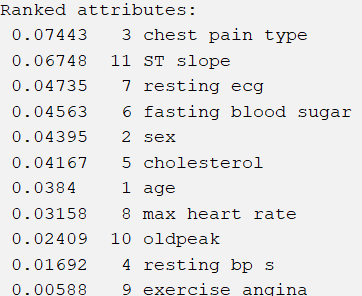 Ranked attributes:
0.07443 3 chest pain type
0.06748 11 ST slope
0.04735 7 resting ecg
0.04563 6 fasting blood sugar
0.04395 2 sex
0.04167 5 cholesterol
0.0384 1 age
0.03158 8 max heart rate
0.02409 10 oldpeak
0.01692 4 resting bp s
0.00588 9 exercise angina